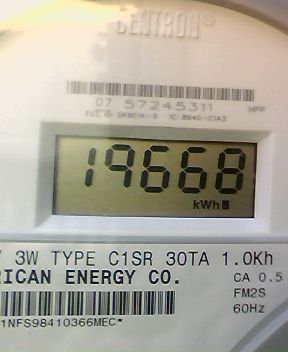 CENTRON®
07 57245311
19668
kWh
3W TYPE C1SR 30TA 1.0Kh
RICAN ENERGY CO.
CA 0.5
FM2S
60Hz
1NFS98410366MEC*